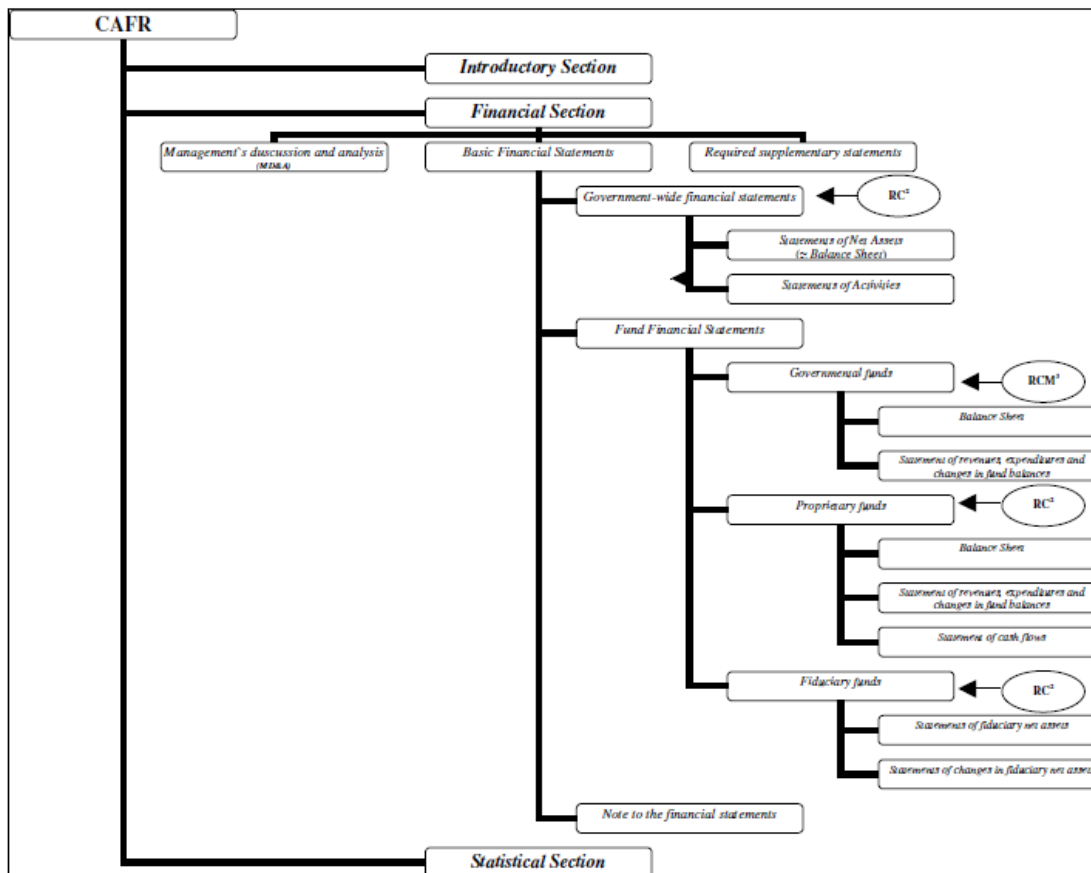 CAFR
Introductory Section
Financial Section
Management`s duscussion and analysis
(MD&A)
Basic Financial Statements
Required supplementary statements
Government-wide financial statements
RC²
Statements of Net Assets
(≃ Balance Sheet)
Statements of Activities
Fund Financial Statements
Governmental funds
RCM³
Balance Sheet
Statement of revenues, expenditures and
changes in fund balances
Proprietary funds
RC²
Balance Sheet
Statement of revenues, expenditures and
changes in fund balances
Statement of cash flows
Fiduciary funds
RC²
Statements of fiduciary net assets
Statements of changes in fiduciary net asset
Note to the financial statements
Statistical Section